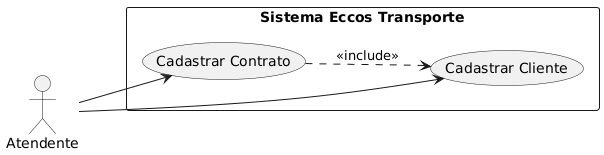 Sistema Eccos Transporte
Cadastrar Contrato
«include»
Cadastrar Cliente
Atendente